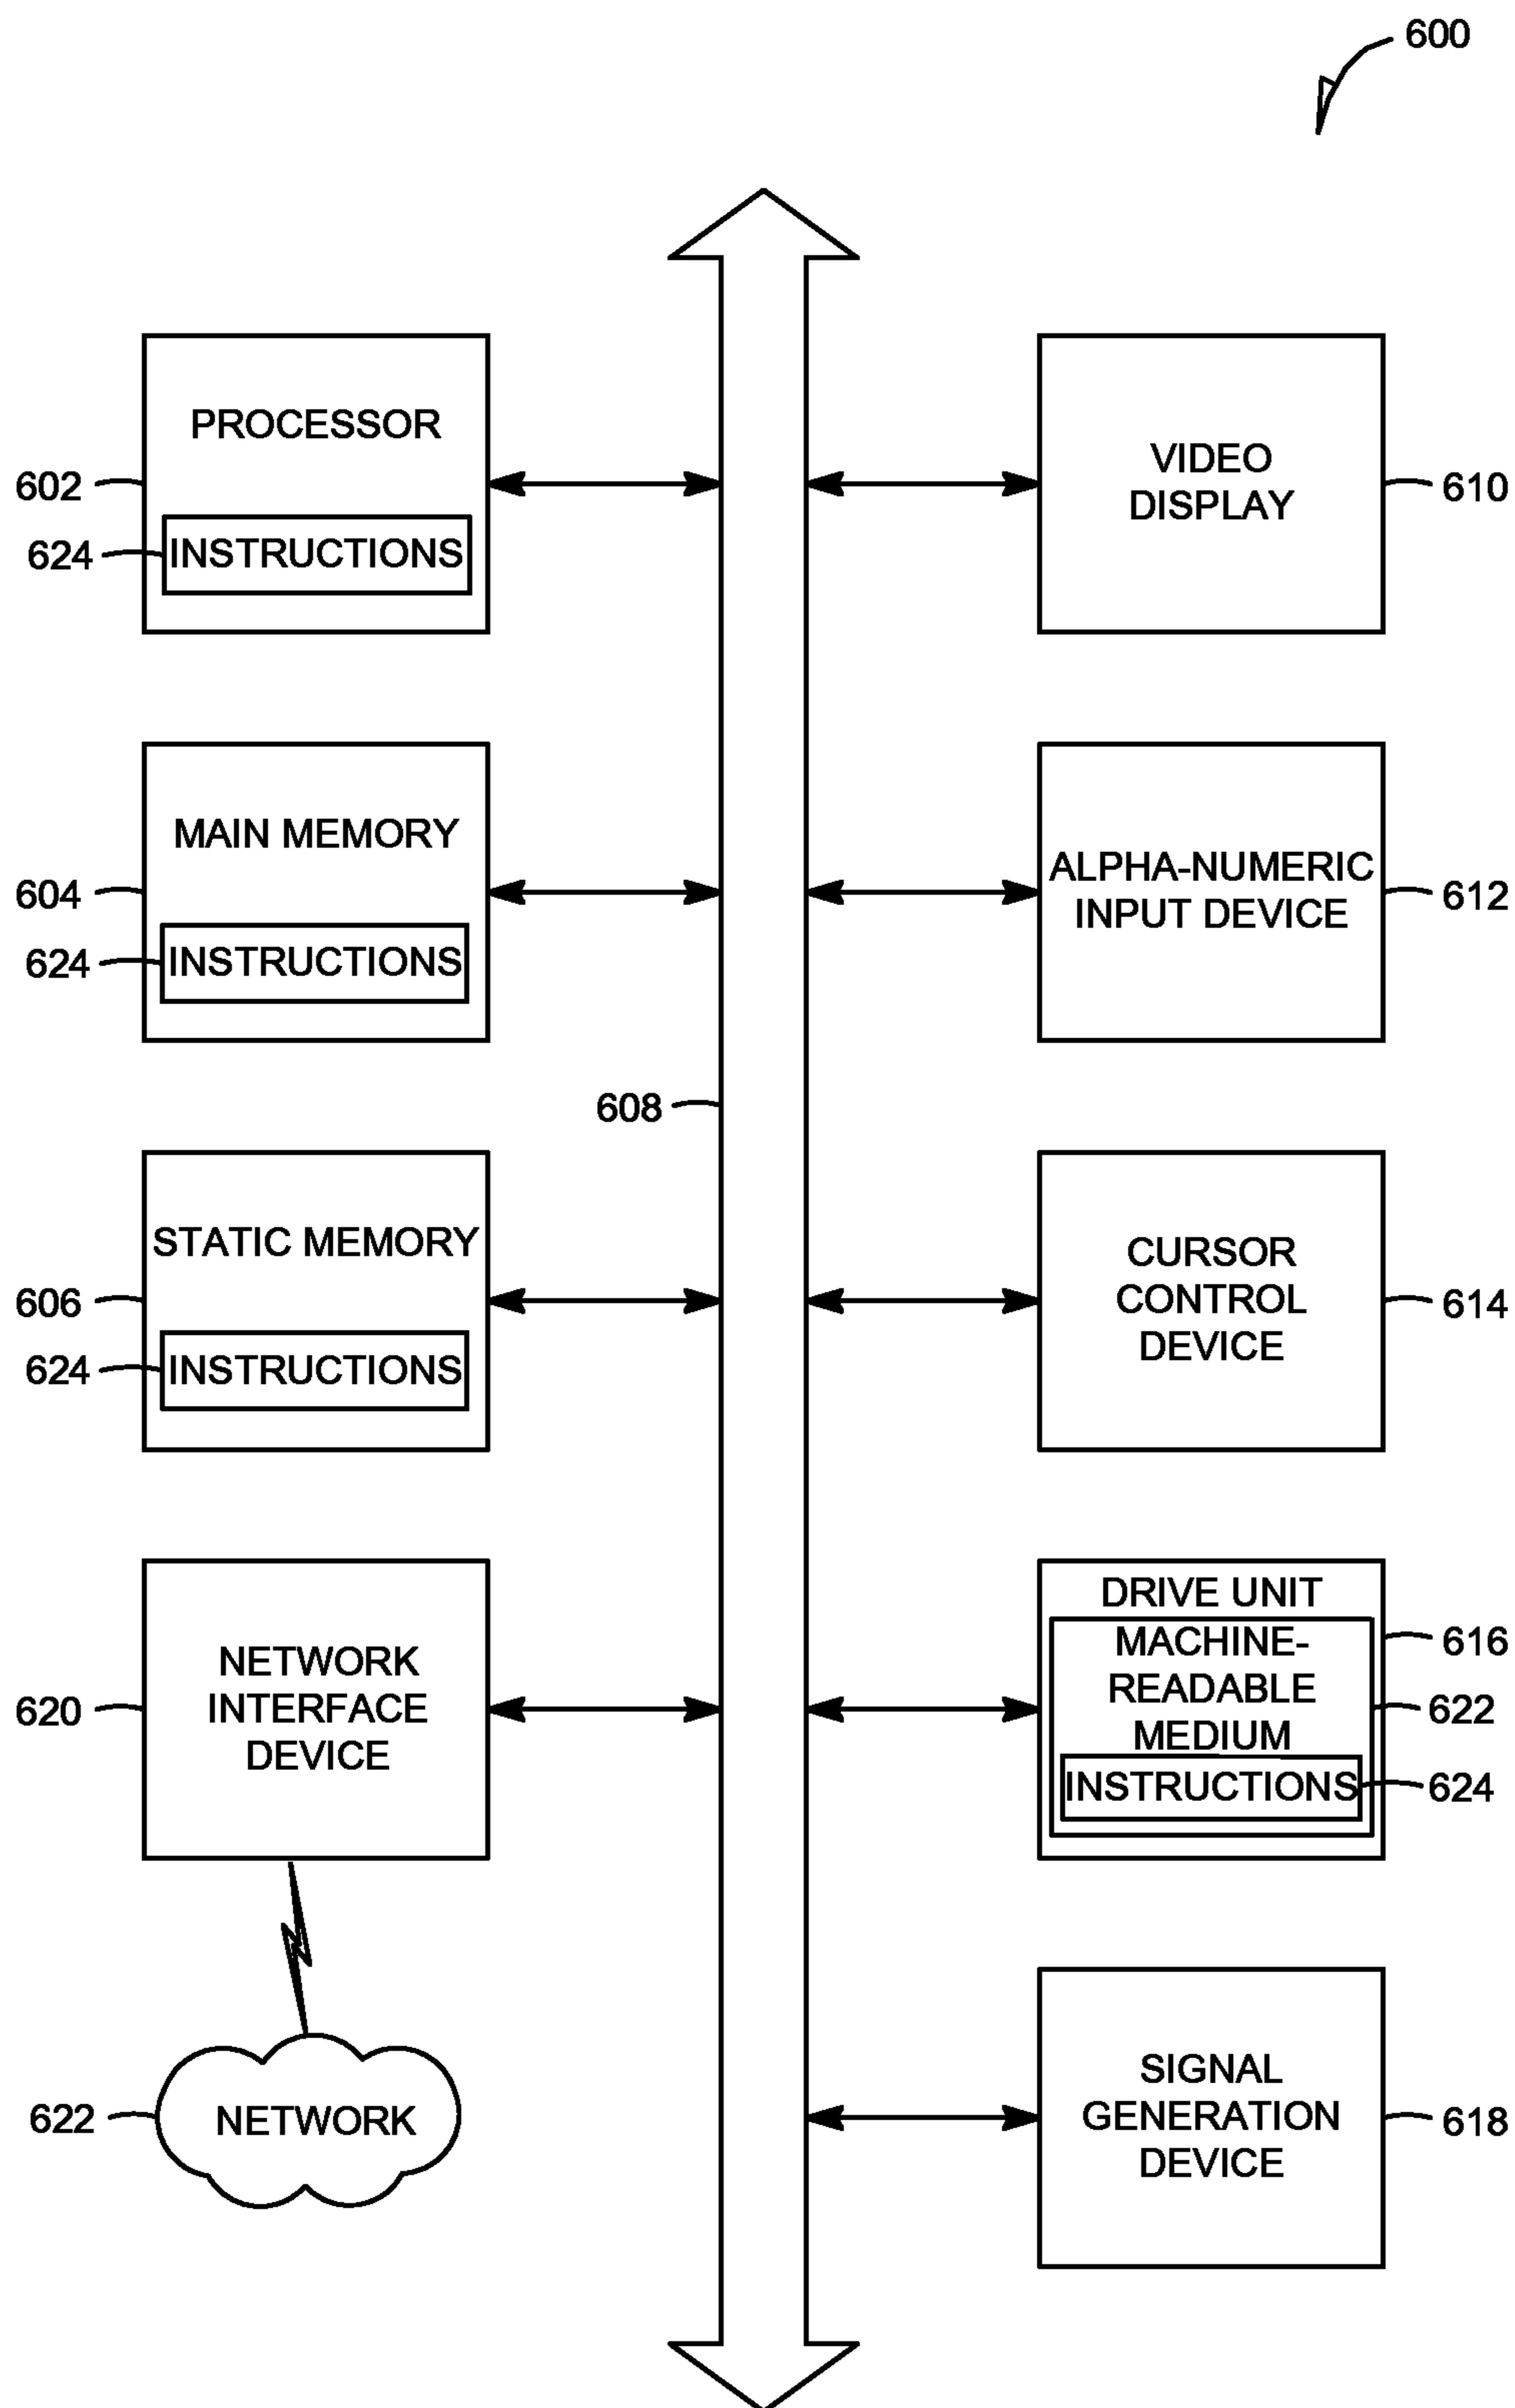 600
PROCESSOR
602
624
INSTRUCTIONS
VIDEO
DISPLAY
610
MAIN MEMORY
604
624
INSTRUCTIONS
ALPHA-NUMERIC
INPUT DEVICE
612
608
STATIC MEMORY
606
624
INSTRUCTIONS
CURSOR
CONTROL
DEVICE
614
NETWORK
INTERFACE
DEVICE
620
DRIVE UNIT
616
MACHINE-
READABLE
MEDIUM
622
INSTRUCTIONS
624
622
NETWORK
SIGNAL
GENERATION
DEVICE
618